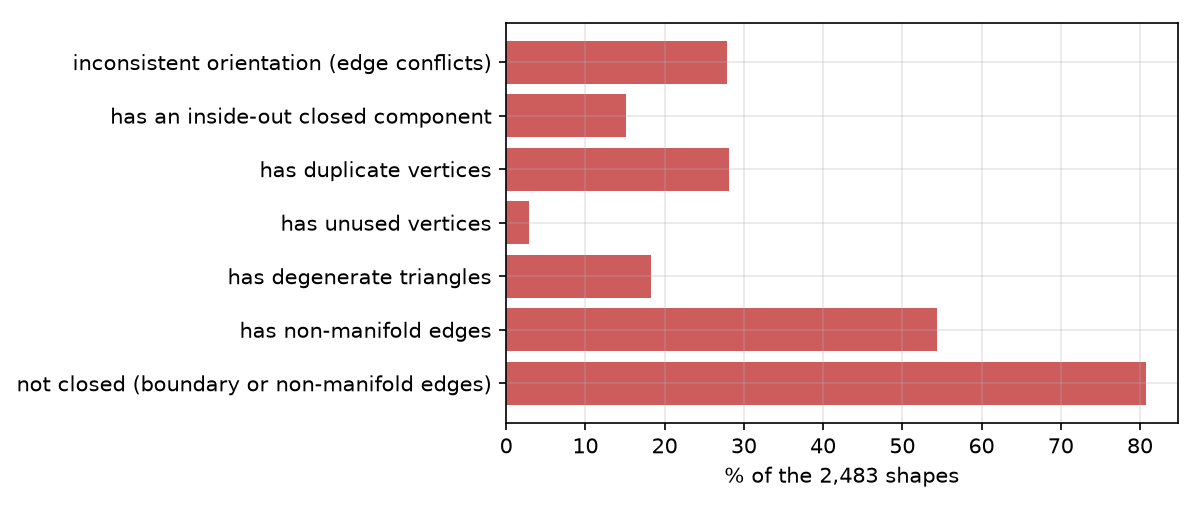 inconsistent orientation (edge conflicts)
has an inside-out closed component
has duplicate vertices
has unused vertices
has degenerate triangles
has non-manifold edges
not closed (boundary or non-manifold edges)
0 10 20 30 40 50 60 70 80
% of the 2,483 shapes